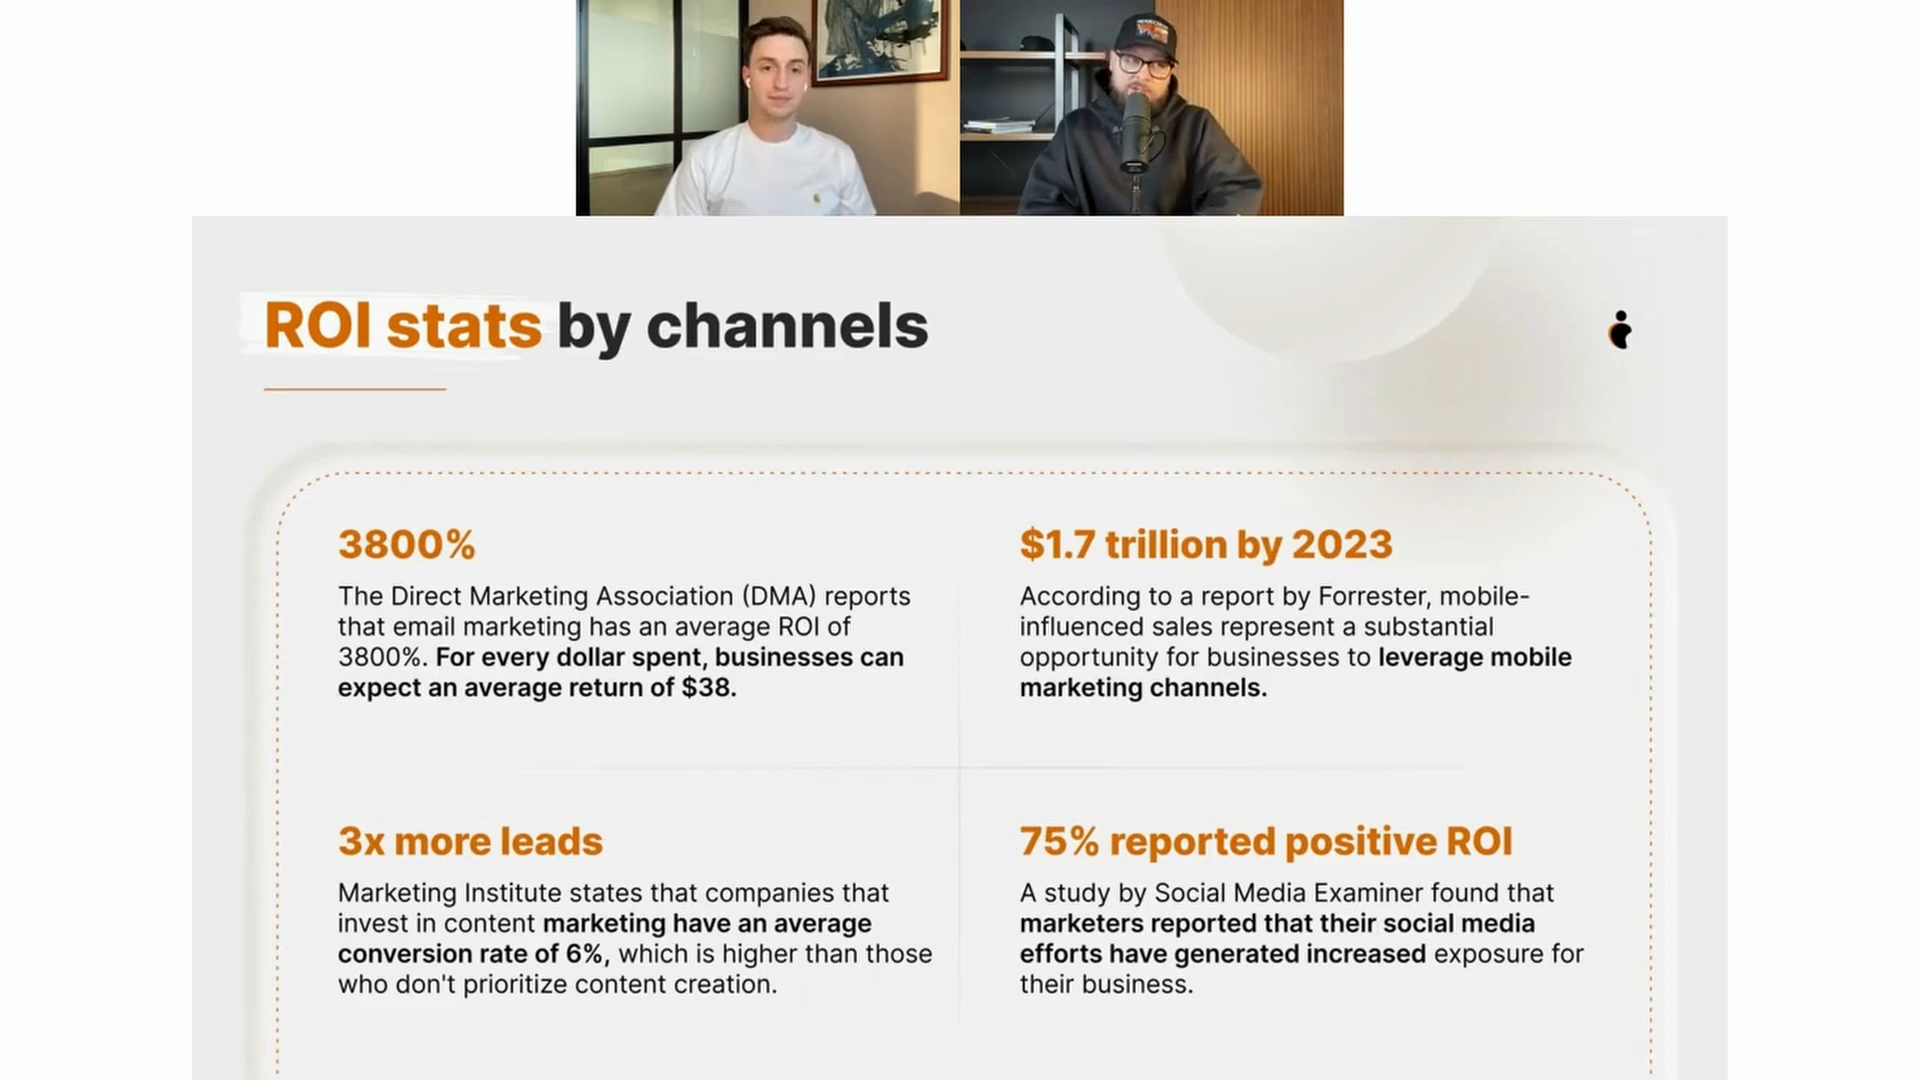 ROI stats by channels
3800%
The Direct Marketing Association (DMA) reports
that email marketing has an average ROI of
3800%. For every dollar spent, businesses can
expect an average return of $38.
$1.7 trillion by 2023
According to a report by Forrester, mobile-
influenced sales represent a substantial
opportunity for businesses to leverage mobile
marketing channels.
3x more leads
Marketing Institute states that companies that
invest in content marketing have an average
conversion rate of 6%, which is higher than those
who don't prioritize content creation.
75% reported positive ROI
A study by Social Media Examiner found that
marketers reported that their social media
efforts have generated increased exposure for
their business.